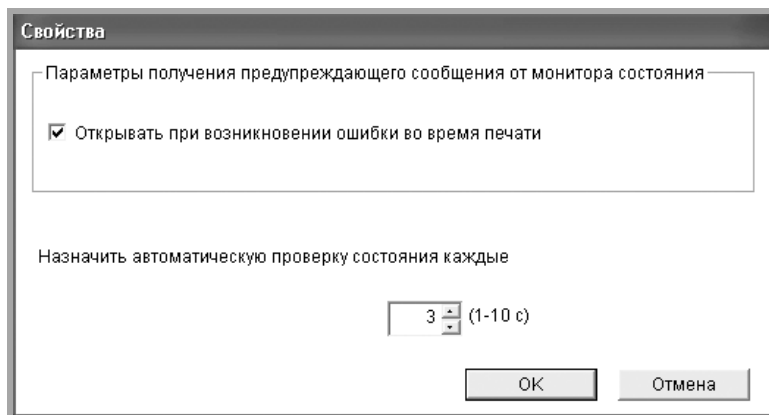 Свойства
Параметры получения предупреждающего сообщения от монитора состояния
Открывать при возникновении ошибки во время печати
Назначить автоматическую проверку состояния каждые
3 (1-10 с)
OK Отмена